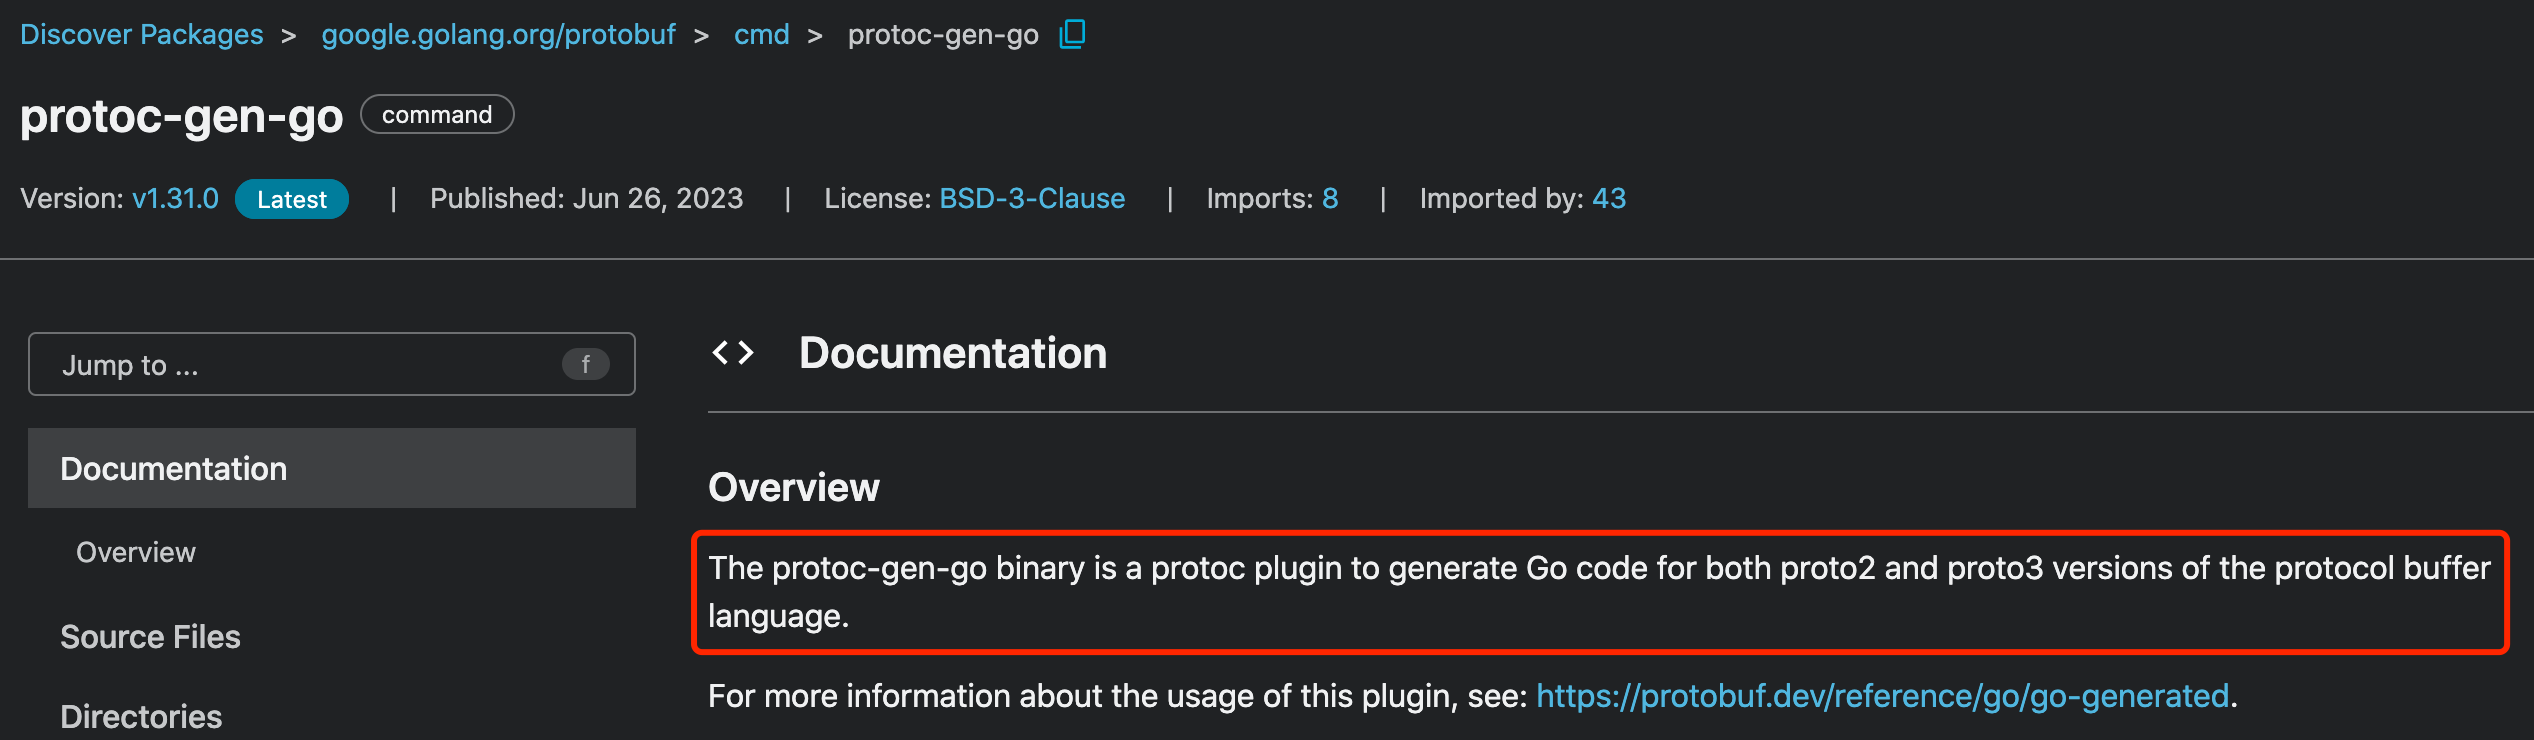 Discover Packages > google.golang.org/protobuf > cmd > protoc-gen-go
protoc-gen-go command
Version: v1.31.0 Latest | Published: Jun 26, 2023 | License: BSD-3-Clause | Imports: 8 | Imported by: 43
Jump to ... f
Documentation
Overview
Source Files
Directories
<> Documentation
Overview
The protoc-gen-go binary is a protoc plugin to generate Go code for both proto2 and proto3 versions of the protocol buffer
language.
For more information about the usage of this plugin, see: https://protobuf.dev/reference/go/go-generated.